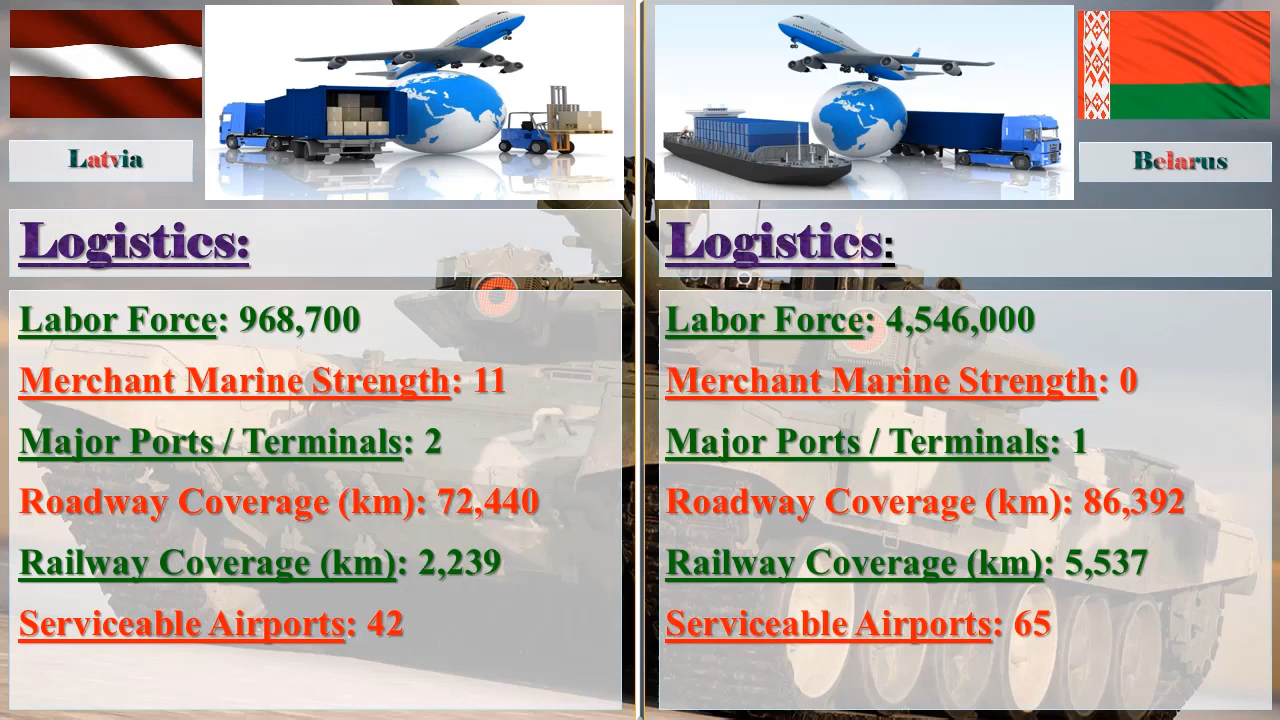 Latvia
Logistics:
Labor Force: 968,700
Merchant Marine Strength: 11
Major Ports / Terminals: 2
Roadway Coverage (km): 72,440
Railway Coverage (km): 2,239
Serviceable Airports: 42
Belarus
Logistics:
Labor Force: 4,546,000
Merchant Marine Strength: 0
Major Ports / Terminals: 1
Roadway Coverage (km): 86,392
Railway Coverage (km): 5,537
Serviceable Airports: 65